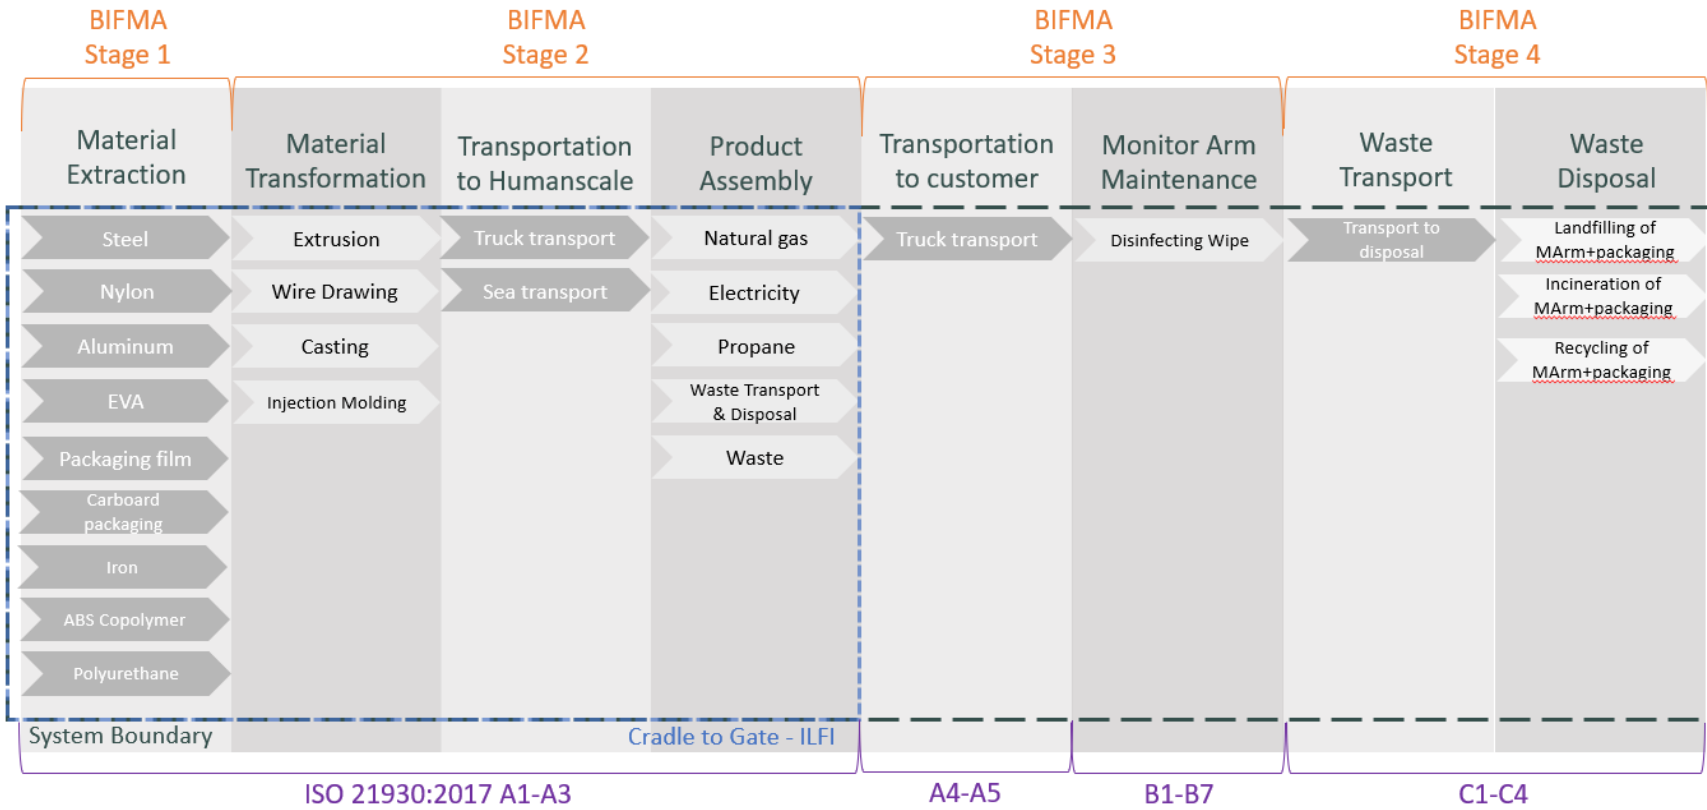 BIFMA
Stage 1
BIFMA
Stage 2
BIFMA
Stage 3
BIFMA
Stage 4
Material
Extraction
Material
Transformation
Transportation
to Humanscale
Product
Assembly
Transportation
to customer
Monitor Arm
Maintenance
Waste
Transport
Waste
Disposal
Steel
Nylon
Aluminum
EVA
Packaging film
Carboard
packaging
Iron
ABS Copolymer
Polyurethane
Extrusion
Wire Drawing
Casting
Injection Molding
Truck transport
Sea transport
Natural gas
Electricity
Propane
Waste Transport
& Disposal
Waste
Truck transport
Disinfecting Wipe
Transport to
disposal
Landfilling of
MArm+packaging
Incineration of
MArm+packaging
Recycling of
MArm+packaging
System Boundary
Cradle to Gate - ILFI
ISO 21930:2017 A1-A3
A4-A5
B1-B7
C1-C4